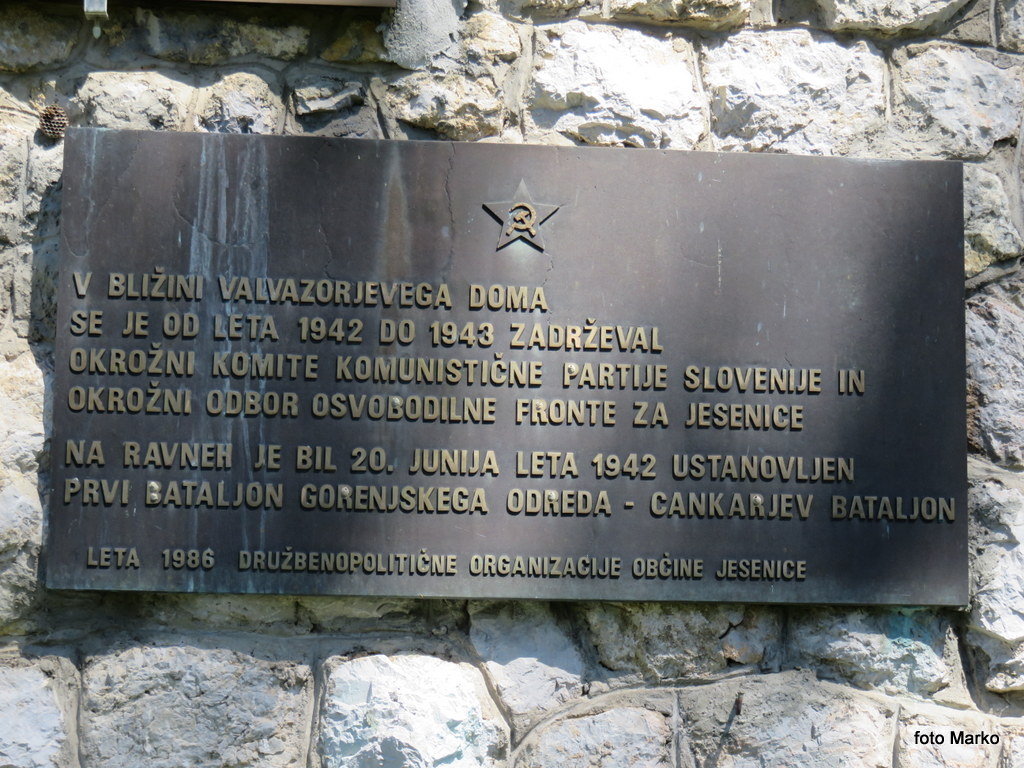 V BLIŽINI VALVAZORJEVEGA DOMA
SE JE OD LETA 1942 DO 1943 ZADRŽEVAL
OKROŽNI KOMITE KOMUNISTIČNE PARTIJE SLOVENIJE IN
OKROŽNI ODBOR OSVOBODILNE FRONTE ZA JESENICE
NA RAVNEH JE BIL 20. JUNIJA LETA 1942 USTANOVLJEN
PRVI BATALJON GORENJSKEGA ODREDA - CANKARJEV BATALJON
LETA 1986 DRUŽBENOPOLITIČNE ORGANIZACIJE OBČINE JESENICE
foto Marko